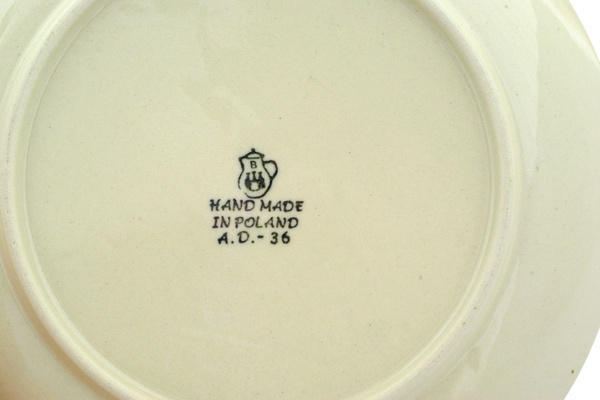 B
HAND MADE
IN POLAND
A.D.- 36